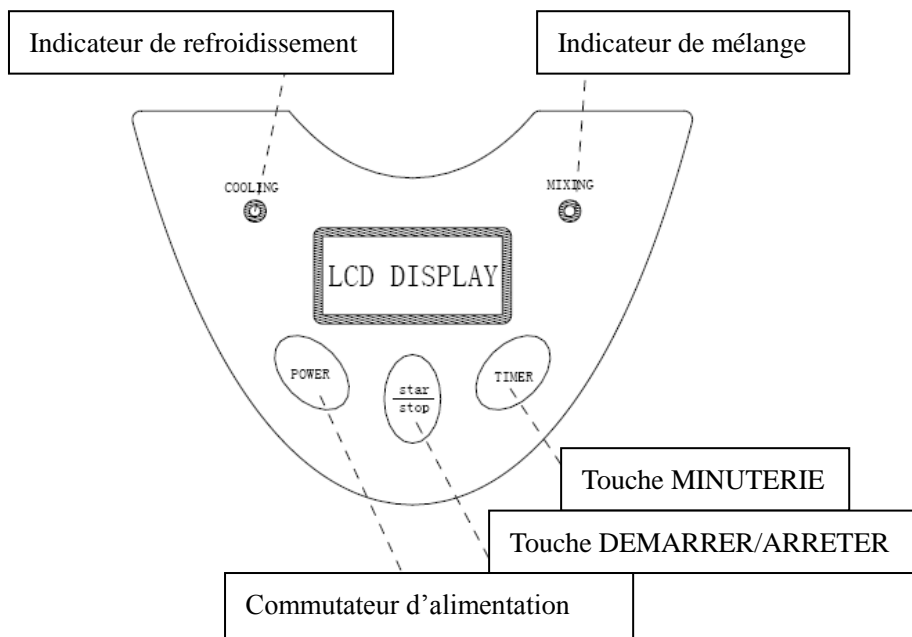 Indicateur de refroidissement
Indicateur de mélange
COOLING
MIXING
LCD DISPLAY
POWER
star
stop
TIMER
Touche MINUTERIE
Touche DEMARRER/ARRETER
Commutateur d’alimentation